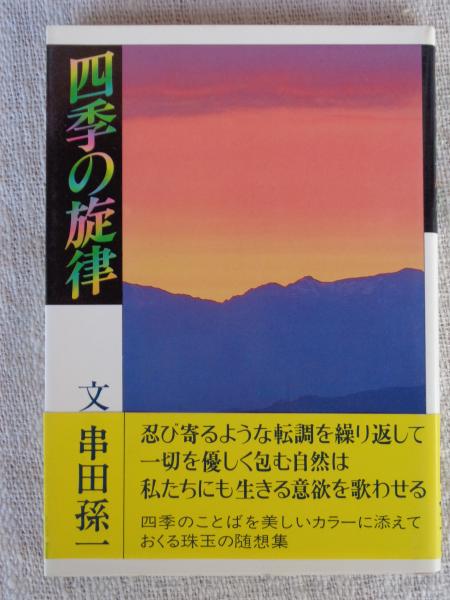 四季の旋律
文 串田孫一
忍び寄るような転調を繰り返して
一切を優しく包む自然は
私たちにも生きる意欲を歌わせる
四季のことばを美しいカラーに添えて
おくる珠玉の随想集